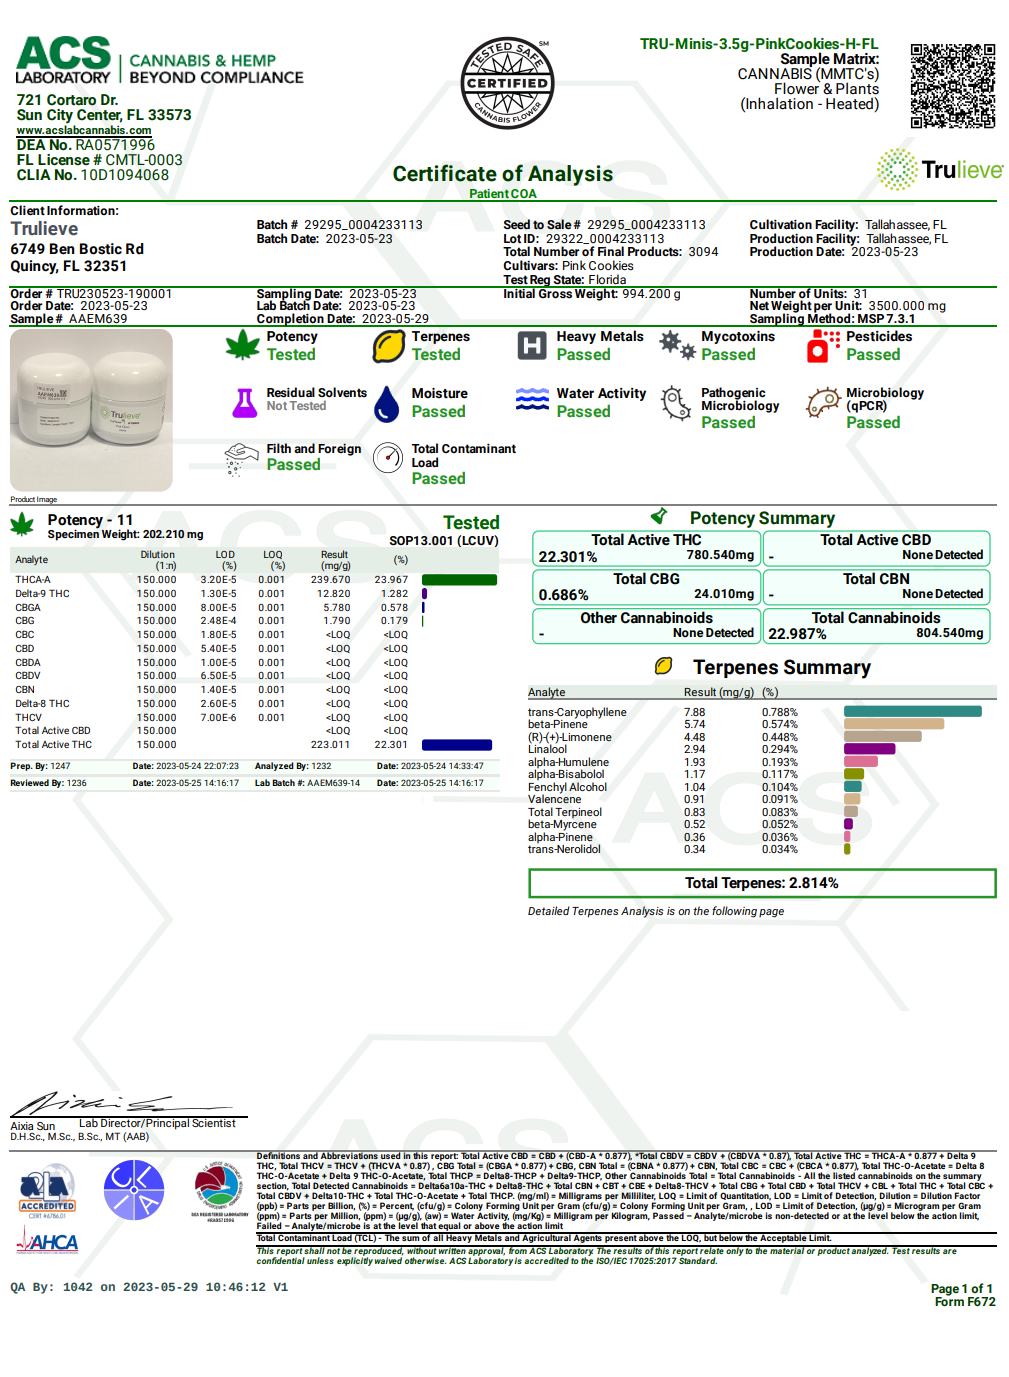 ACS
LABORATORY
CANNABIS & HEMP
BEYOND COMPLIANCE
721 Cortaro Dr.
Sun City Center, FL 33573
www.acslabcannabis.com
DEA No. RA0571996
FL License # CMTL-0003
CLIA No. 10D1094068
TESTED SAFE
CERTIFIED
CANNABIS FLOWER
SM
TRU-Minis-3.5g-PinkCookies-H-FL
Sample Matrix:
CANNABIS (MMTC's)
Flower & Plants
(Inhalation - Heated)
Trulieve
Certificate of Analysis
Patient COA
Client Information:
Trulieve
6749 Ben Bostic Rd
Quincy, FL 32351
Batch # 29295_0004233113
Batch Date: 2023-05-23
Seed to Sale # 29295_0004233113
Lot ID: 29322_0004233113
Total Number of Final Products: 3094
Cultivars: Pink Cookies
Test Reg State: Florida
Cultivation Facility: Tallahassee, FL
Production Facility: Tallahassee, FL
Production Date: 2023-05-23
Order # TRU230523-190001
Order Date: 2023-05-23
Sample # AAEM639
Sampling Date: 2023-05-23
Lab Batch Date: 2023-05-23
Completion Date: 2023-05-29
Initial Gross Weight: 994.200 g
Number of Units: 31
Net Weight per Unit: 3500.000 mg
Sampling Method: MSP 7.3.1
Trulieve
Product Image
Potency
Tested
Terpenes
Tested
H
Heavy Metals
Passed
Mycotoxins
Passed
Pesticides
Passed
Residual Solvents
Not Tested
Moisture
Passed
Water Activity
Passed
Pathogenic
Microbiology
Passed
Microbiology
(qPCR)
Passed
Filth and Foreign
Passed
Total Contaminant
Load
Passed
Potency - 11
Specimen Weight: 202.210 mg
Tested
SOP13.001 (LCUV)
Analyte Dilution (1:n) LOD (%) LOQ (%) Result (mg/g) (%)
THCA-A 150.000 3.20E-5 0.001 239.670 23.967
Delta-9 THC 150.000 1.30E-5 0.001 12.820 1.282
CBGA 150.000 8.00E-5 0.001 5.780 0.578
CBG 150.000 2.48E-4 0.001 1.790 0.179
CBC 150.000 1.80E-5 0.001 <LOQ <LOQ
CBD 150.000 5.40E-5 0.001 <LOQ <LOQ
CBDA 150.000 1.00E-5 0.001 <LOQ <LOQ
CBDV 150.000 6.50E-5 0.001 <LOQ <LOQ
CBN 150.000 1.40E-5 0.001 <LOQ <LOQ
Delta-8 THC 150.000 2.60E-5 0.001 <LOQ <LOQ
THCV 150.000 7.00E-6 0.001 <LOQ <LOQ
Total Active CBD 150.000 <LOQ <LOQ
Total Active THC 150.000 223.011 22.301
Prep. By: 1247 Date: 2023-05-24 22:07:23 Analyzed By: 1232 Date: 2023-05-24 14:33:47
Reviewed By: 1236 Date: 2023-05-25 14:16:17 Lab Batch #: AAEM639-14 Date: 2023-05-25 14:16:17
Potency Summary
Total Active THC
22.301% 780.540mg
Total Active CBD
- None Detected
Total CBG
0.686% 24.010mg
Total CBN
- None Detected
Other Cannabinoids
- None Detected
Total Cannabinoids
22.987% 804.540mg
Terpenes Summary
Analyte Result (mg/g) (%)
trans-Caryophyllene 7.88 0.788%
beta-Pinene 5.74 0.574%
(R)-(+)-Limonene 4.48 0.448%
Linalool 2.94 0.294%
alpha-Humulene 1.93 0.193%
alpha-Bisabolol 1.17 0.117%
Fenchyl Alcohol 1.04 0.104%
Valencene 0.91 0.091%
Total Terpineol 0.83 0.083%
beta-Myrcene 0.52 0.052%
alpha-Pinene 0.36 0.036%
trans-Nerolidol 0.34 0.034%
Total Terpenes: 2.814%
Detailed Terpenes Analysis is on the following page
Aixia Sun Lab Director/Principal Scientist
D.H.Sc., M.Sc., B.Sc., MT (AAB)
ACCREDITED
CERT #6786.01
CLIA
DEA REGISTERED LABORATORY
#RA0571996
AHCA
Definitions and Abbreviations used in this report: Total Active CBD = CBD + (CBD-A * 0.877), *Total CBDV = CBDV + (CBDVA * 0.87), Total Active THC = THCA-A * 0.877 + Delta 9
THC, Total THCV = THCV + (THCVA * 0.87) , CBG Total = (CBGA * 0.877) + CBG, CBN Total = (CBNA * 0.877) + CBN, Total CBC = CBC + (CBCA * 0.877), Total THC-O-Acetate = Delta 8
THC-O-Acetate + Delta 9 THC-O-Acetate, Total THCP = Delta8-THCP + Delta9-THCP, Other Cannabinoids Total = Total Cannabinoids - All the listed cannabinoids on the summary
section, Total Detected Cannabinoids = Delta6a10a-THC + Delta8-THC + Total CBN + CBT + CBE + Delta8-THCV + Total CBG + Total CBD + Total THCV + CBL + Total THC + Total CBC +
Total CBDV + Delta10-THC + Total THC-O-Acetate + Total THCP. (mg/ml) = Milligrams per Milliliter, LOQ = Limit of Quantitation, LOD = Limit of Detection, Dilution = Dilution Factor
(ppb) = Parts per Billion, (%) = Percent, (cfu/g) = Colony Forming Unit per Gram (cfu/g) = Colony Forming Unit per Gram, , LOD = Limit of Detection, (µg/g) = Microgram per Gram
(ppm) = Parts per Million, (ppm) = (µg/g), (aw) = Water Activity, (mg/Kg) = Milligram per Kilogram, Passed – Analyte/microbe is non-detected or at the level below the action limit,
Failed – Analyte/microbe is at the level that equal or above the action limit
Total Contaminant Load (TCL) - The sum of all Heavy Metals and Agricultural Agents present above the LOQ, but below the Acceptable Limit.
This report shall not be reproduced, without written approval, from ACS Laboratory. The results of this report relate only to the material or product analyzed. Test results are
confidential unless explicitly waived otherwise. ACS Laboratory is accredited to the ISO/IEC 17025:2017 Standard.
QA By: 1042 on 2023-05-29 10:46:12 V1
Page 1 of 1
Form F672